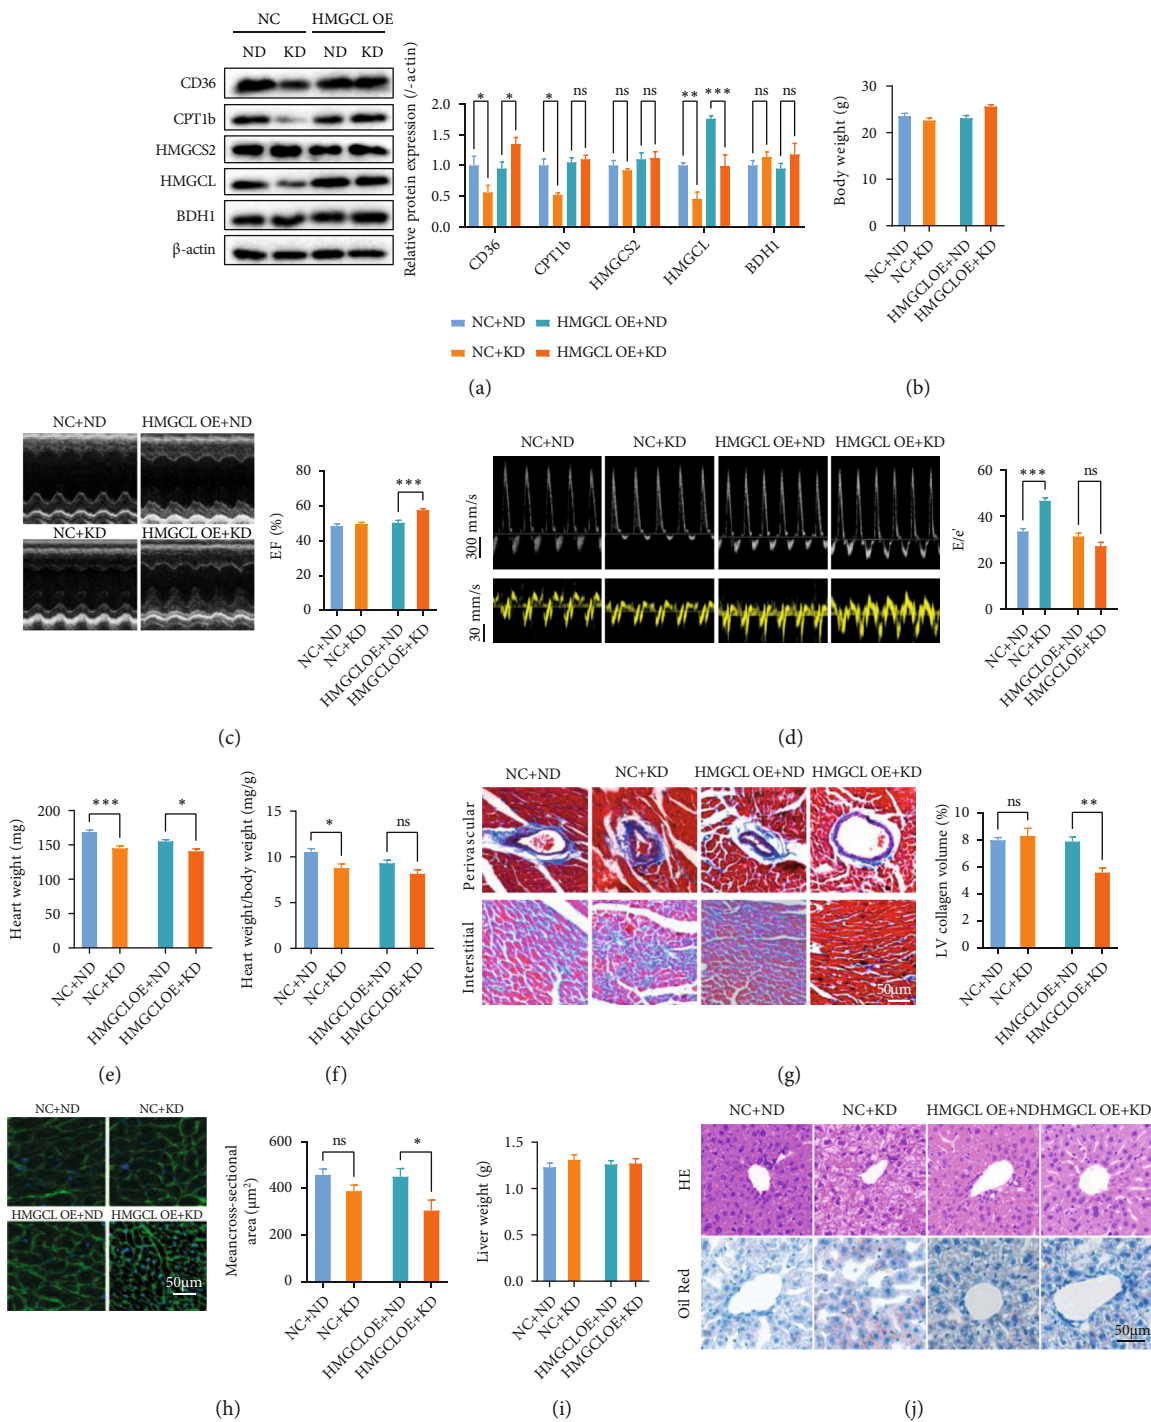 NC HMGCL OE
ND KD ND KD
CD36
CPT1b
HMGCS2
HMGCL
BDH1
β-actin
Relative protein expression (/-actin)
2.0
1.5
1.0
0.5
0.0
* * * ns ns ns ** *** ns ns
CD36 CPT1b HMGCS2 HMGCL BDH1
NC+ND HMGCL OE+ND
NC+KD HMGCL OE+KD
(a)
Body weight (g)
30
20
10
0
NC+ND NC+KD HMGCLOE+ND HMGCLOE+KD
(b)
NC+ND HMGCL OE+ND
NC+KD HMGCL OE+KD
EF (%)
80
60
40
20
0
***
NC+ND NC+KD HMGCLOE+ND HMGCLOE+KD
(c)
NC+ND NC+KD HMGCL OE+ND HMGCL OE+KD
300 mm/s
30 mm/s
E/e'
60
40
20
0
*** ns
NC+ND NC+KD HMGCLOE+ND HMGCLOE+KD
(d)
Heart weight (mg)
200
150
100
50
0
*** *
NC+ND NC+KD HMGCLOE+ND HMGCLOE+KD
(e)
Heart weight/body weight (mg/g)
15
10
5
0
* ns
NC+ND NC+KD HMGCLOE+ND HMGCLOE+KD
(f)
NC+ND NC+KD HMGCL OE+ND HMGCL OE+KD
Perivascular
Interstitial
50µm
LV collagen volume (%)
10
8
6
4
2
0
ns **
NC+ND NC+KD HMGCLOE+ND HMGCLOE+KD
(g)
NC+ND NC+KD
HMGCL OE+ND HMGCL OE+KD
50µm
Meancross-sectional
area (µm²)
600
400
200
0
ns *
NC+ND NC+KD HMGCLOE+ND HMGCLOE+KD
(h)
Liver weight (g)
1.5
1.0
0.5
0.0
NC+ND NC+KD HMGCLOE+ND HMGCLOE+KD
(i)
NC+ND NC+KD HMGCL OE+ND HMGCL OE+KD
HE
Oil Red
50µm
(j)